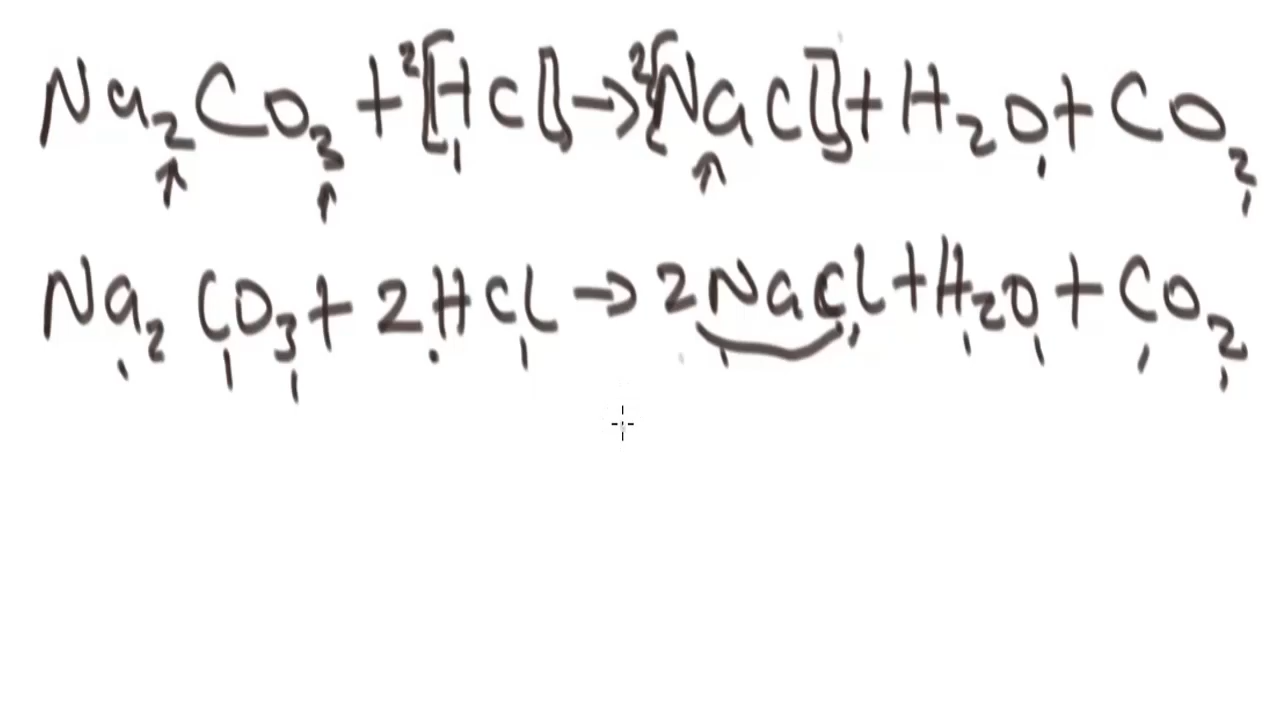 Na₂CO₃ + 2[HCl] → 2[NaCl] + H₂O + CO₂
Na₂CO₃ + 2HCl → 2NaCl + H₂O + CO₂